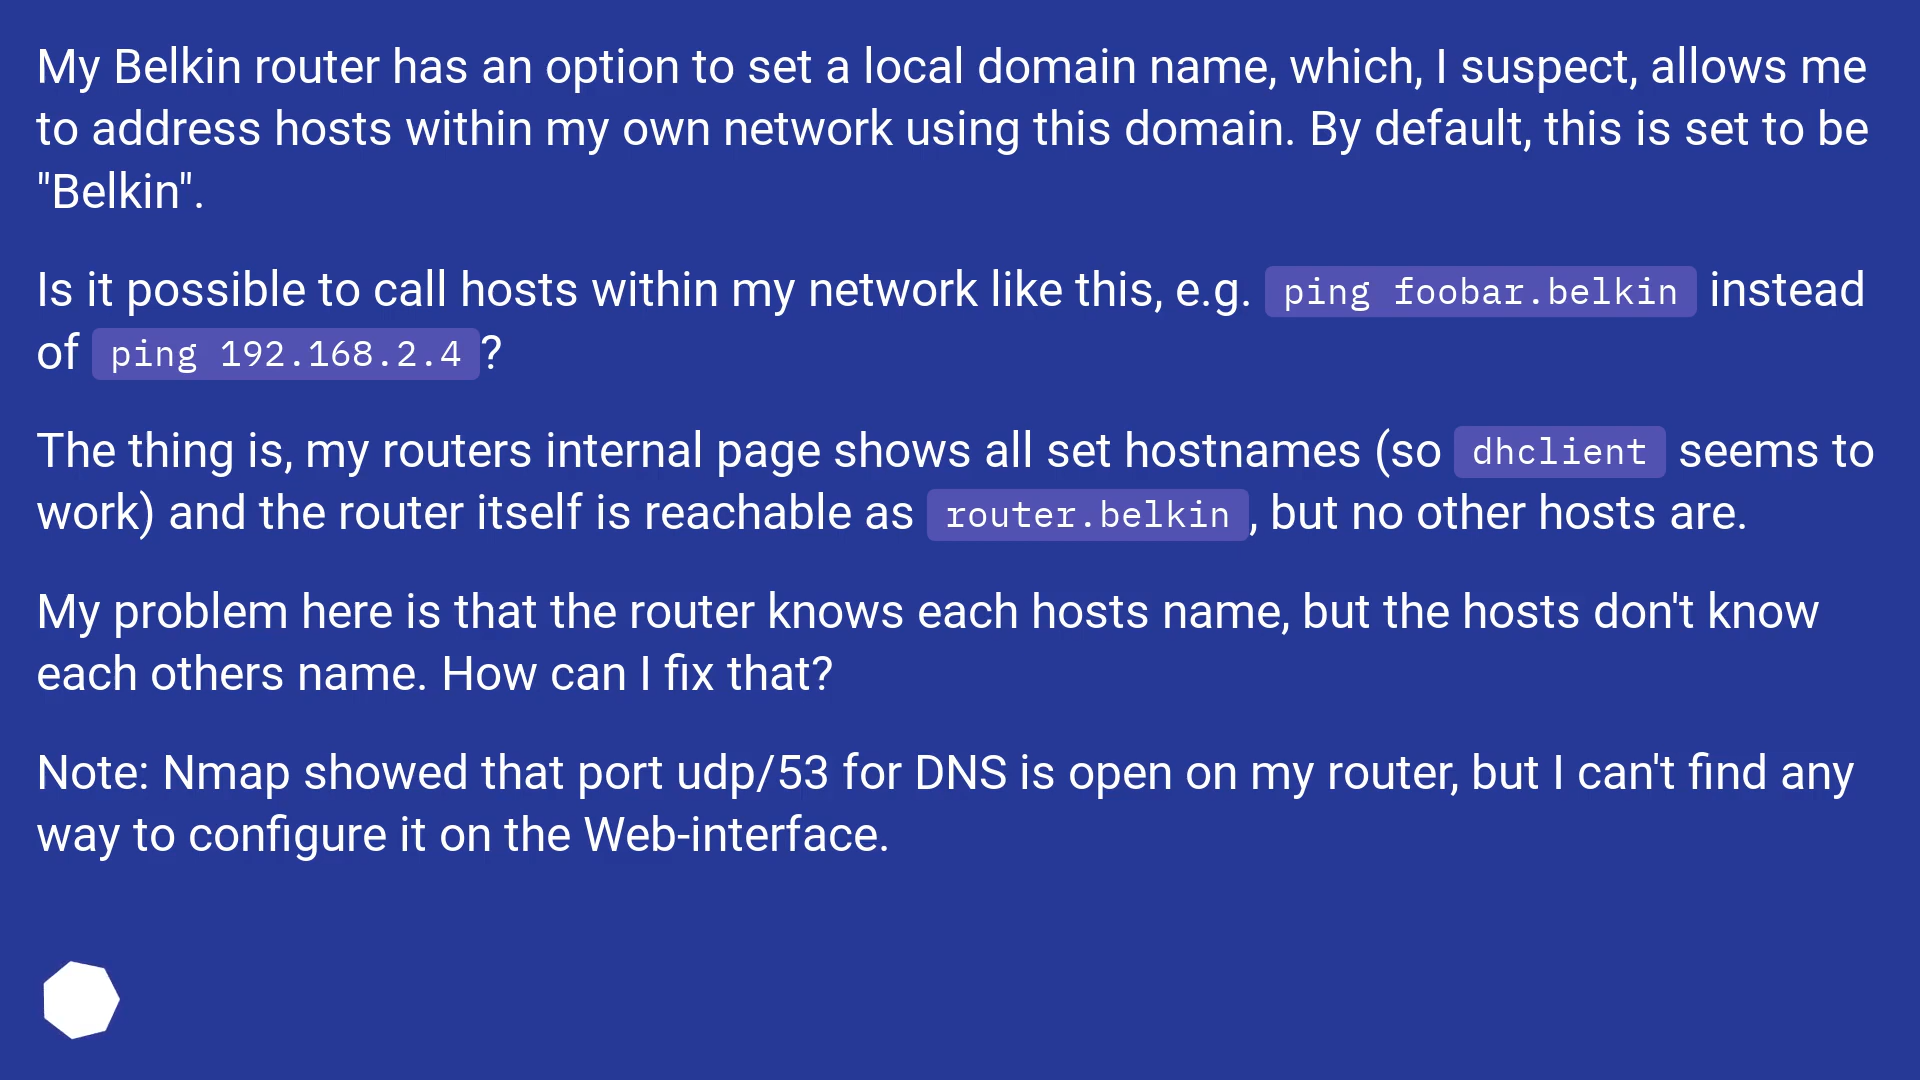 My Belkin router has an option to set a local domain name, which, I suspect, allows me
to address hosts within my own network using this domain. By default, this is set to be
"Belkin".
Is it possible to call hosts within my network like this, e.g. ping foobar.belkin instead
of ping 192.168.2.4?
The thing is, my routers internal page shows all set hostnames (so dhclient seems to
work) and the router itself is reachable as router.belkin, but no other hosts are.
My problem here is that the router knows each hosts name, but the hosts don't know
each others name. How can I fix that?
Note: Nmap showed that port udp/53 for DNS is open on my router, but I can't find any
way to configure it on the Web-interface.